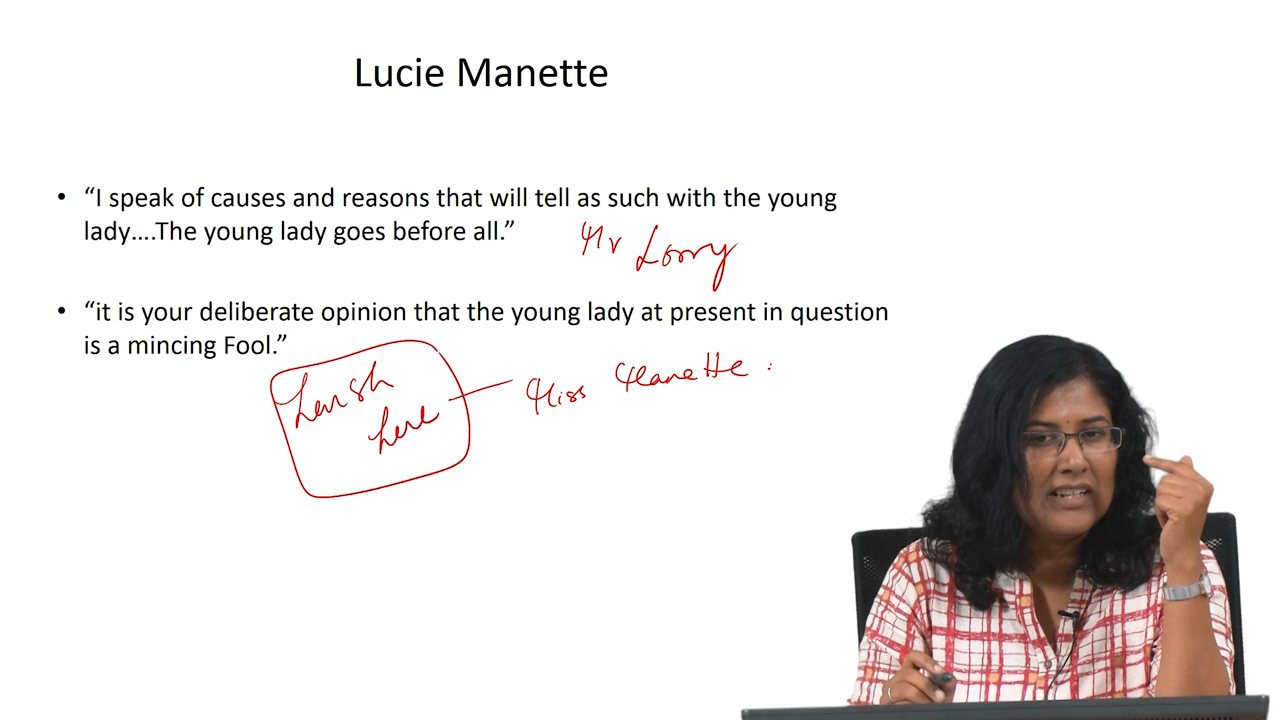 Lucie Manette
• “I speak of causes and reasons that will tell as such with the young
lady….The young lady goes before all.”
Mr Lorry
• “it is your deliberate opinion that the young lady at present in question
is a mincing Fool.”
Miss Manette
here